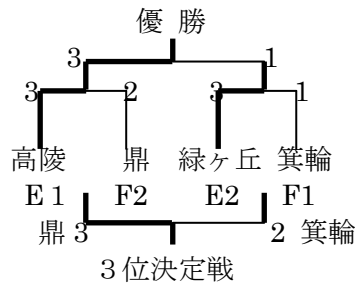 優 勝
3 1
3 2 3 1
高陵 鼎 緑ヶ丘 箕輪
E 1 F2 E2 F1
鼎 3 2 箕輪
３位決定戦